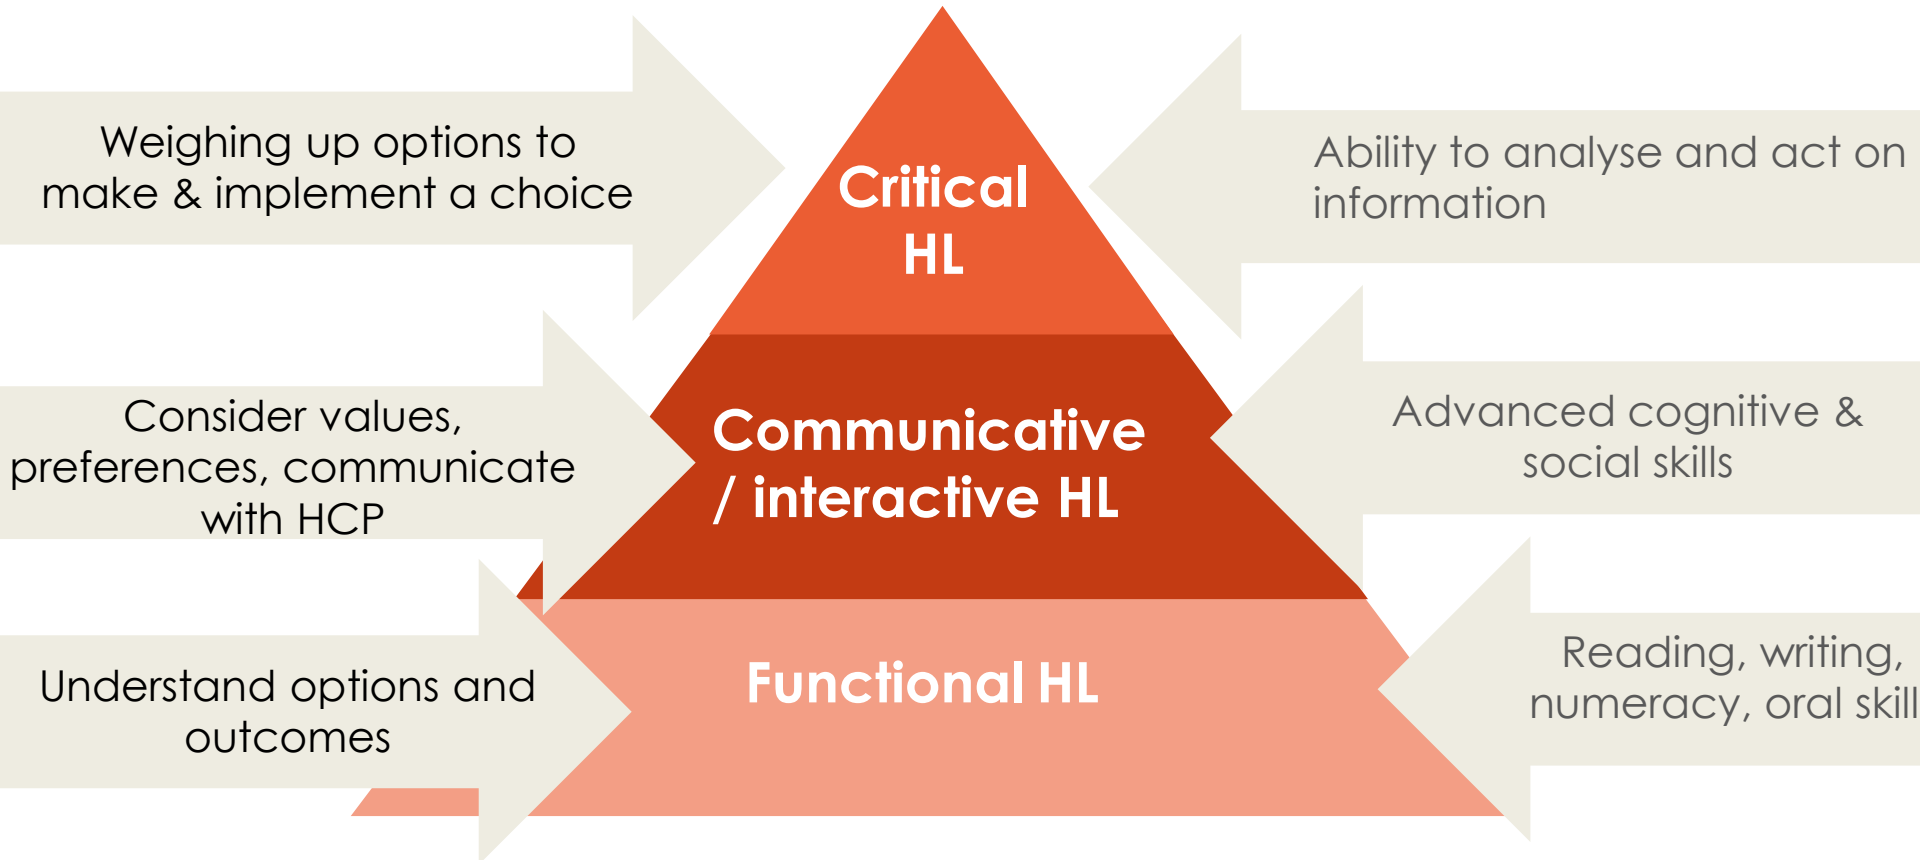 Weighing up options to
make & implement a choice
Critical
HL
Ability to analyse and act on
information
Consider values,
preferences, communicate
with HCP
Communicative
/ interactive HL
Advanced cognitive &
social skills
Understand options and
outcomes
Functional HL
Reading, writing,
numeracy, oral skill